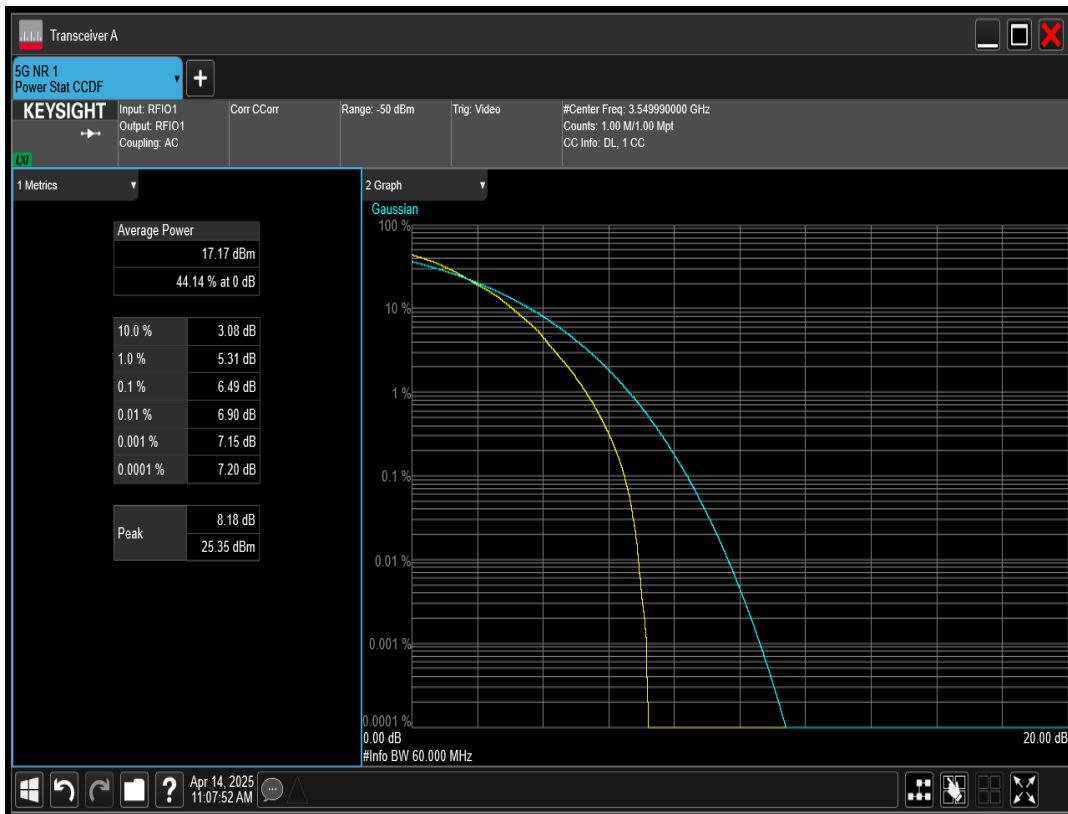 Transceiver A
5G NR 1
Power Stat CCDF
+
KEYSIGHT
LXI
Input: RFIO1
Output: RFIO1
Coupling: AC
Corr CCorr
Range: -50 dBm
Trig: Video
#Center Freq: 3.549990000 GHz
Counts: 1.00 M/1.00 Mpt
CC Info: DL, 1 CC
1 Metrics
Average Power
17.17 dBm
44.14 % at 0 dB
10.0 % 3.08 dB
1.0 % 5.31 dB
0.1 % 6.49 dB
0.01 % 6.90 dB
0.001 % 7.15 dB
0.0001 % 7.20 dB
Peak 8.18 dB
25.35 dBm
2 Graph
Gaussian
100 %
10 %
1 %
0.1 %
0.01 %
0.001 %
0.0001 %
0.00 dB 20.00 dB
#Info BW 60.000 MHz
?
Apr 14, 2025
11:07:52 AM